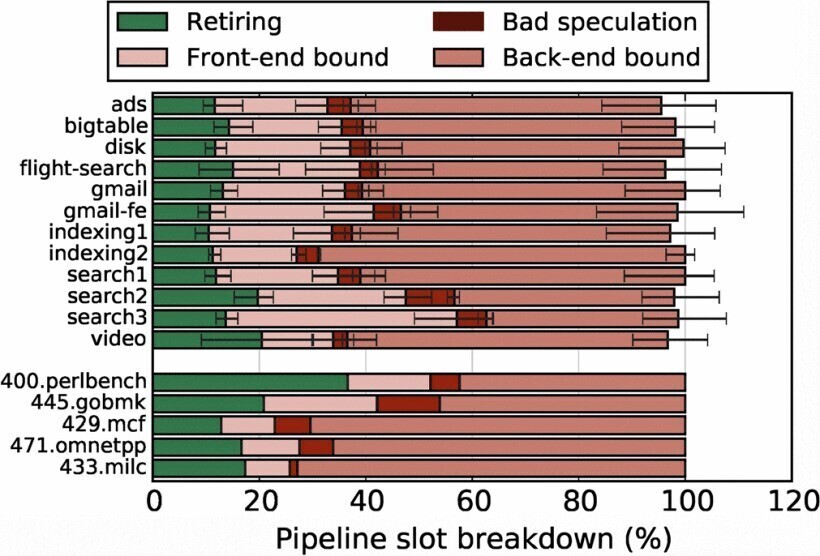 Retiring Bad speculation
Front-end bound Back-end bound
ads
bigtable
disk
flight-search
gmail
gmail-fe
indexing1
indexing2
search1
search2
search3
video
400.perlbench
445.gobmk
429.mcf
471.omnetpp
433.milc
0 20 40 60 80 100 120
Pipeline slot breakdown (%)